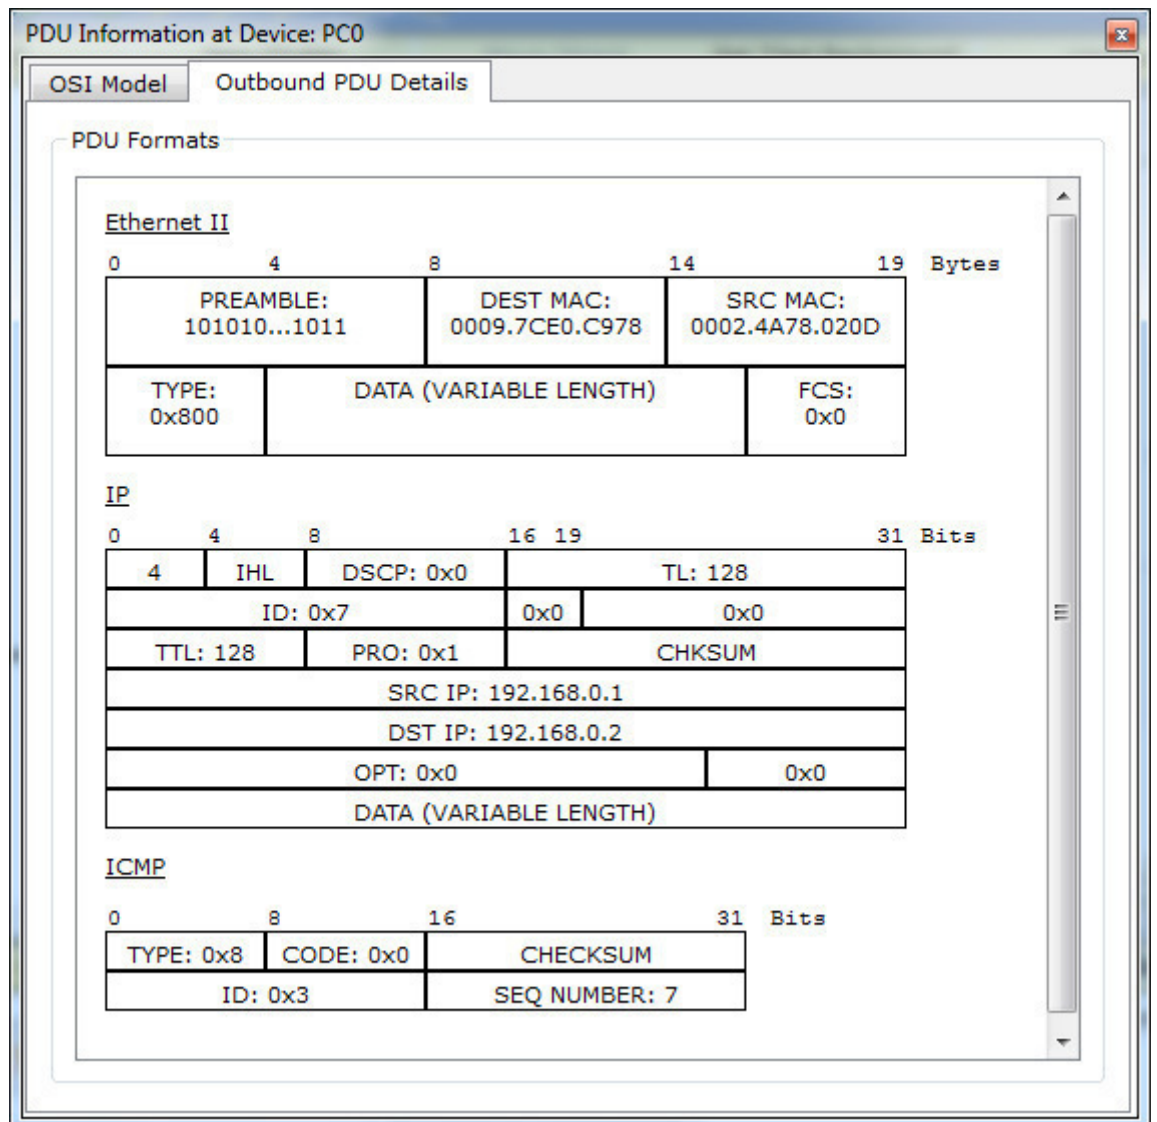 PDU Information at Device: PC0
OSI Model Outbound PDU Details
PDU Formats
Ethernet II
0 4 8 14 19 Bytes
PREAMBLE: DEST MAC: SRC MAC:
101010...1011 0009.7CE0.C978 0002.4A78.020D
TYPE: DATA (VARIABLE LENGTH) FCS:
0x800 0x0
IP
0 4 8 16 19 31 Bits
4 IHL DSCP: 0x0 TL: 128
ID: 0x7 0x0 0x0
TTL: 128 PRO: 0x1 CHKSUM
SRC IP: 192.168.0.1
DST IP: 192.168.0.2
OPT: 0x0 0x0
DATA (VARIABLE LENGTH)
ICMP
0 8 16 31 Bits
TYPE: 0x8 CODE: 0x0 CHECKSUM
ID: 0x3 SEQ NUMBER: 7